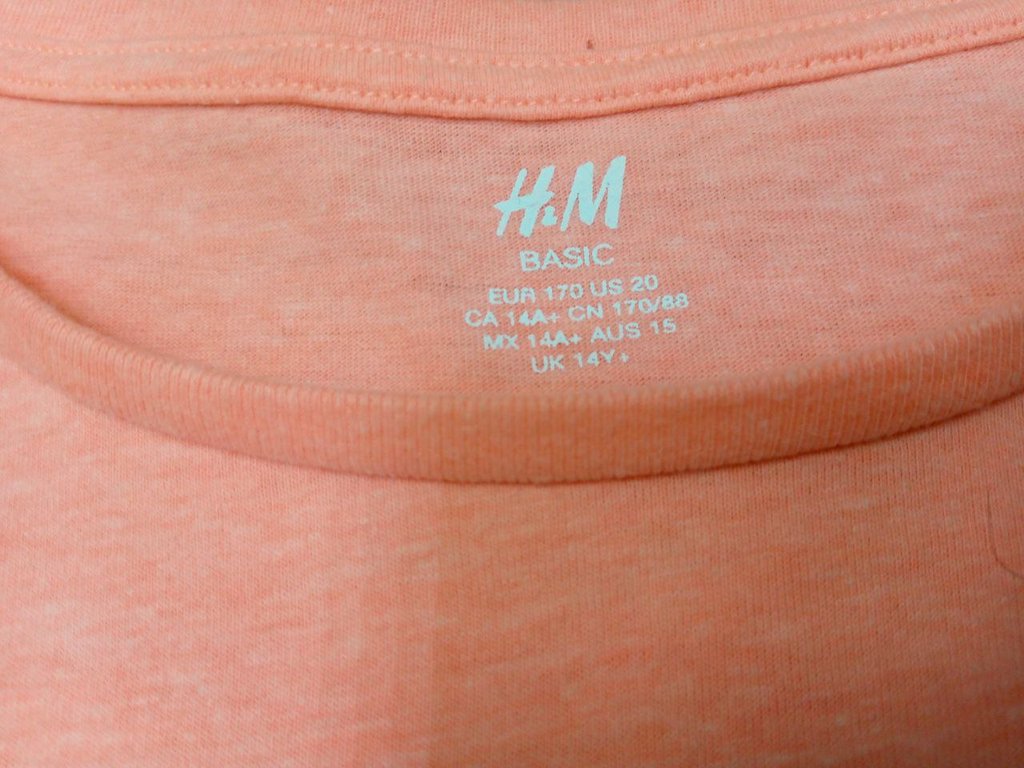 H&M
BASIC
EUR 170 US 20
CA 14A+ CN 170/88
MX 14A+ AUS 15
UK 14Y+